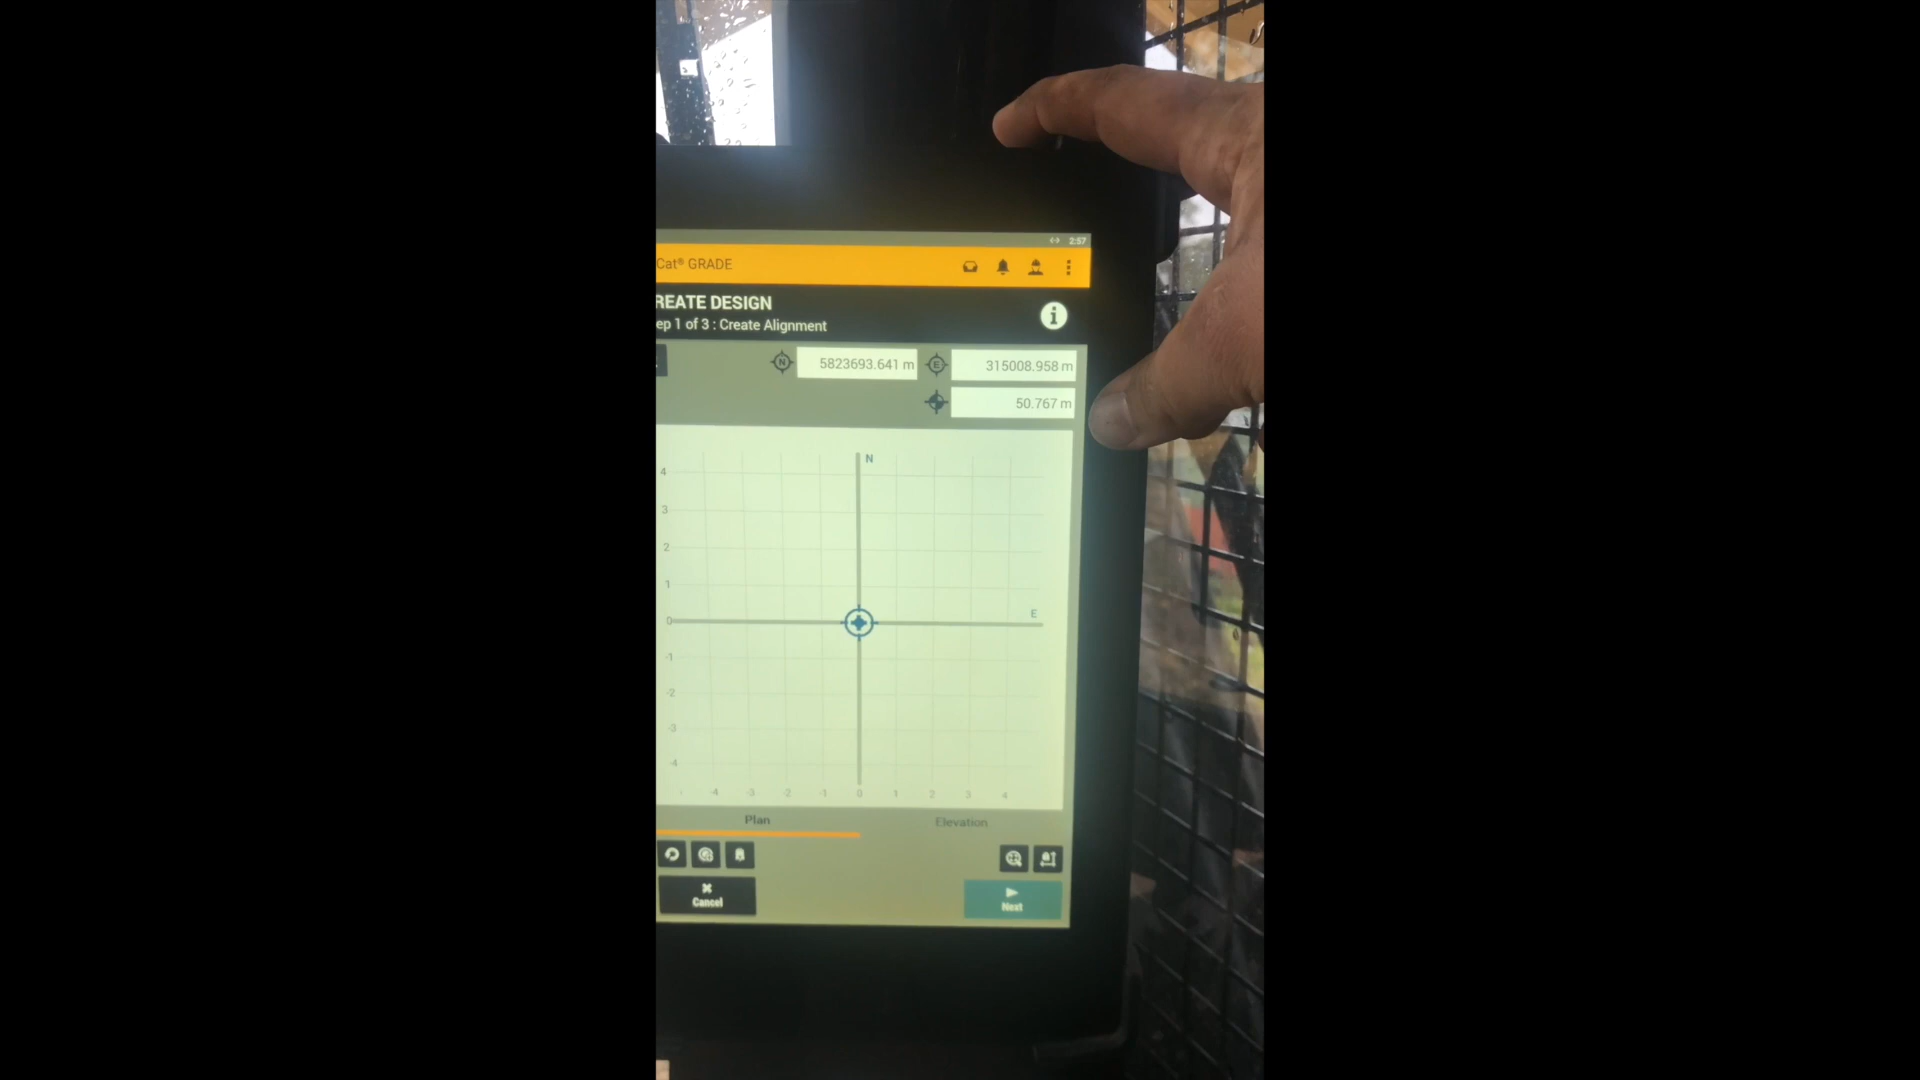 2:57
Cat® GRADE
REATE DESIGN
ep 1 of 3 : Create Alignment
N 5823693.641 m E 315008.958 m
50.767 m
N
4
3
2
1
E
0
-1
-2
-3
-4
-4 -3 -2 -1 0 1 2 3 4
Plan Elevation
Cancel Next